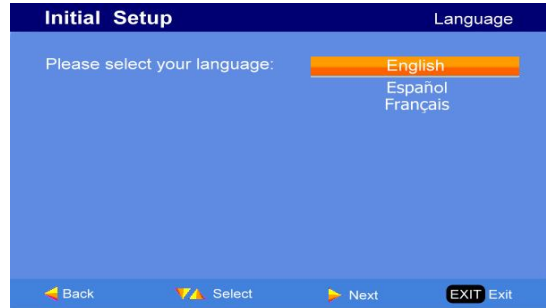 Initial Setup Language
Please select your language: English
Español
Français
Back Select Next EXIT Exit